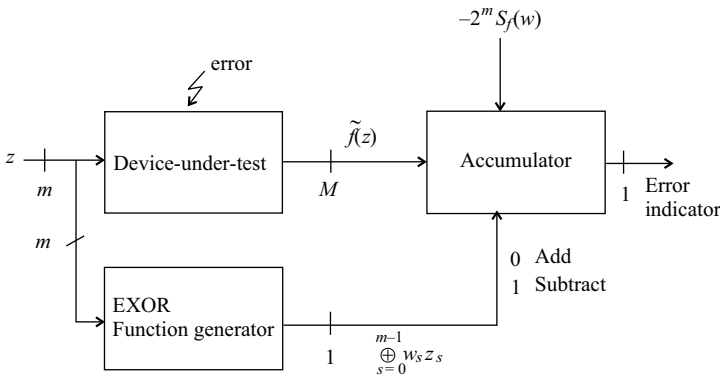 −2^m S_f(w)
error
z
m
Device-under-test
f̃(z)
M
Accumulator
1
Error
indicator
m
0 Add
1 Subtract
EXOR
Function generator
1
m−1
⊕ w_s z_s
s = 0